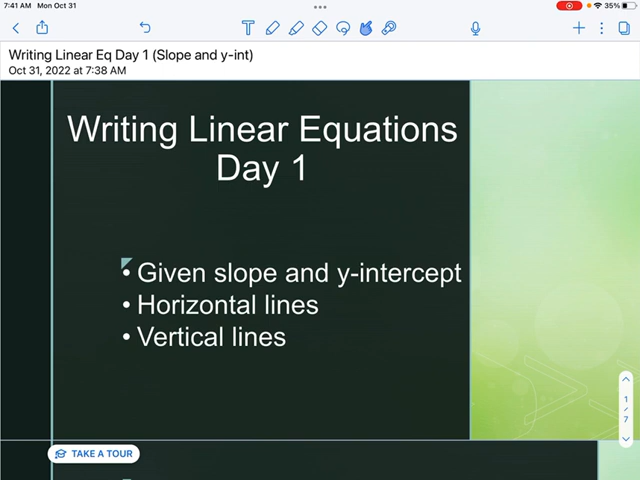 7:41 AM Mon Oct 31
35%
Writing Linear Eq Day 1 (Slope and y-int)
Oct 31, 2022 at 7:38 AM
Writing Linear Equations
Day 1
• Given slope and y-intercept
• Horizontal lines
• Vertical lines
1
/
7
TAKE A TOUR